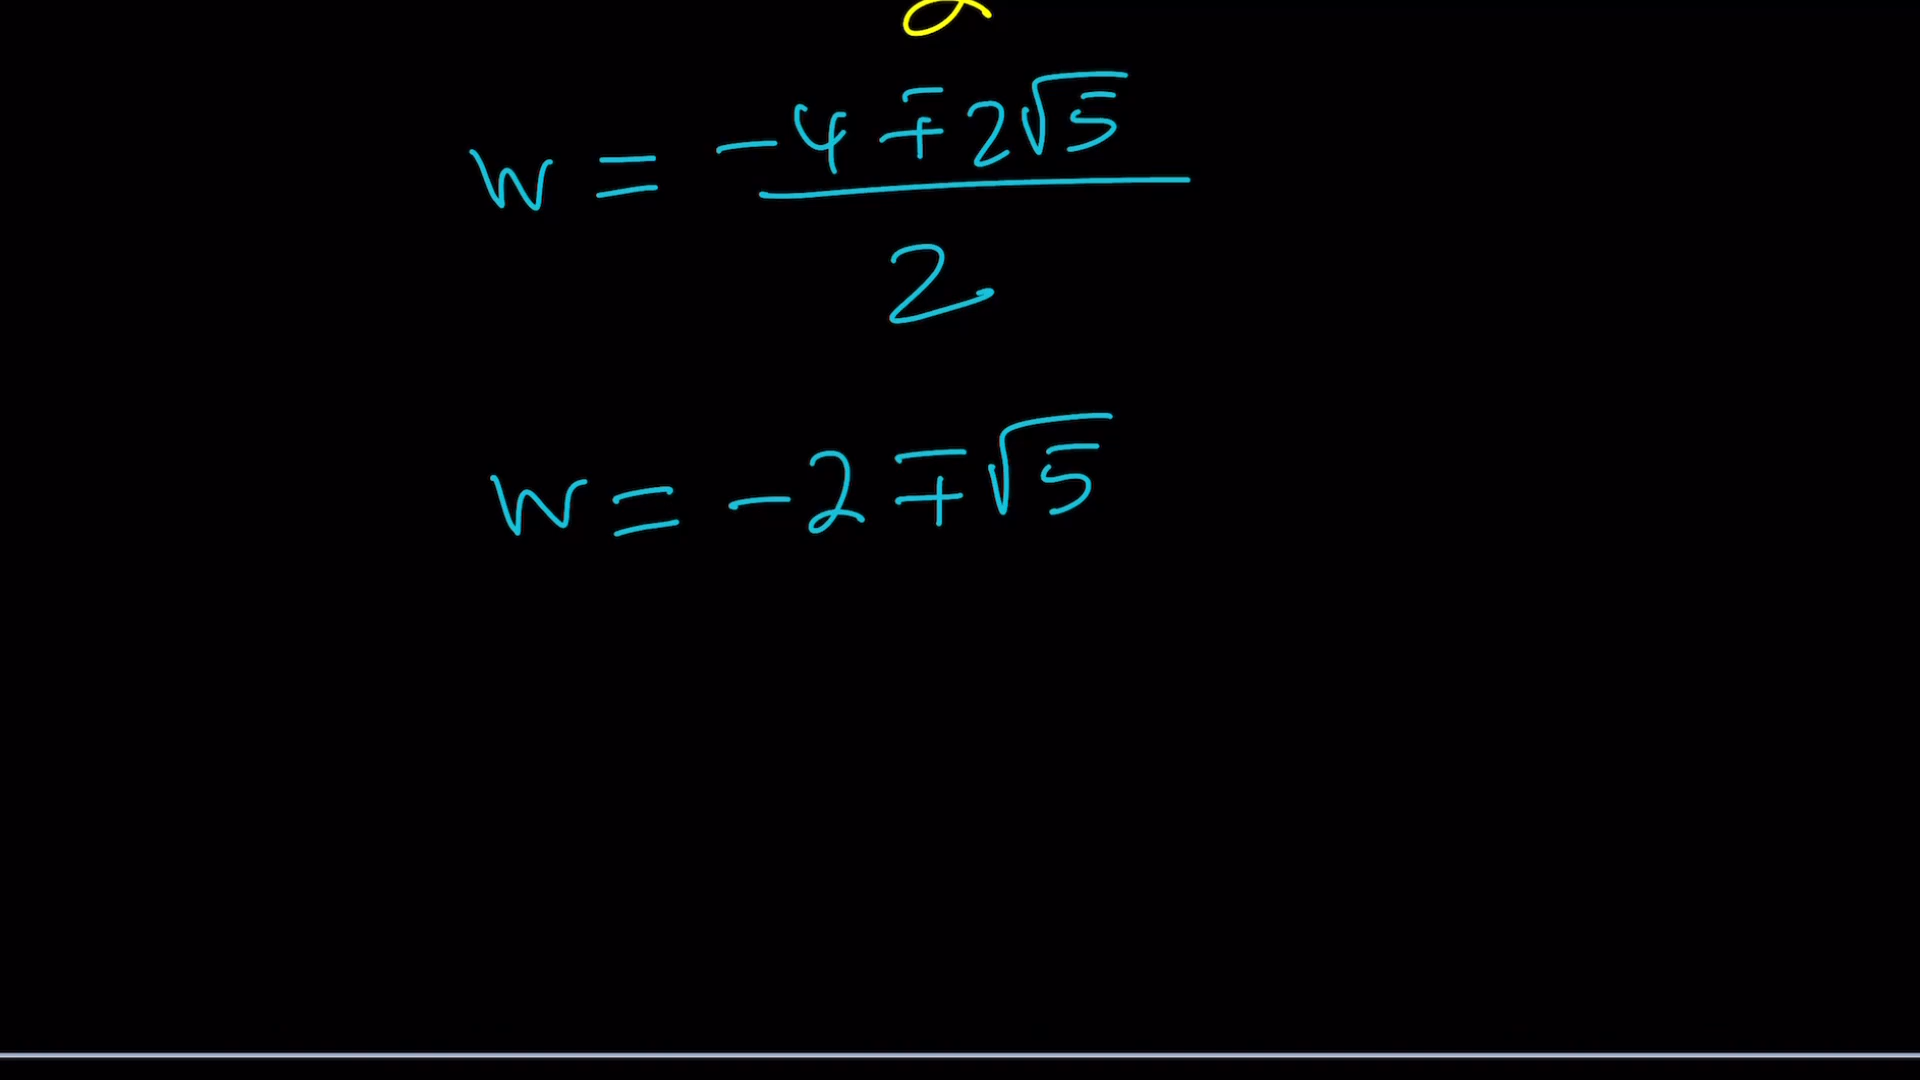 w = (-4 ∓ 2√5) / 2
w = -2 ∓ √5